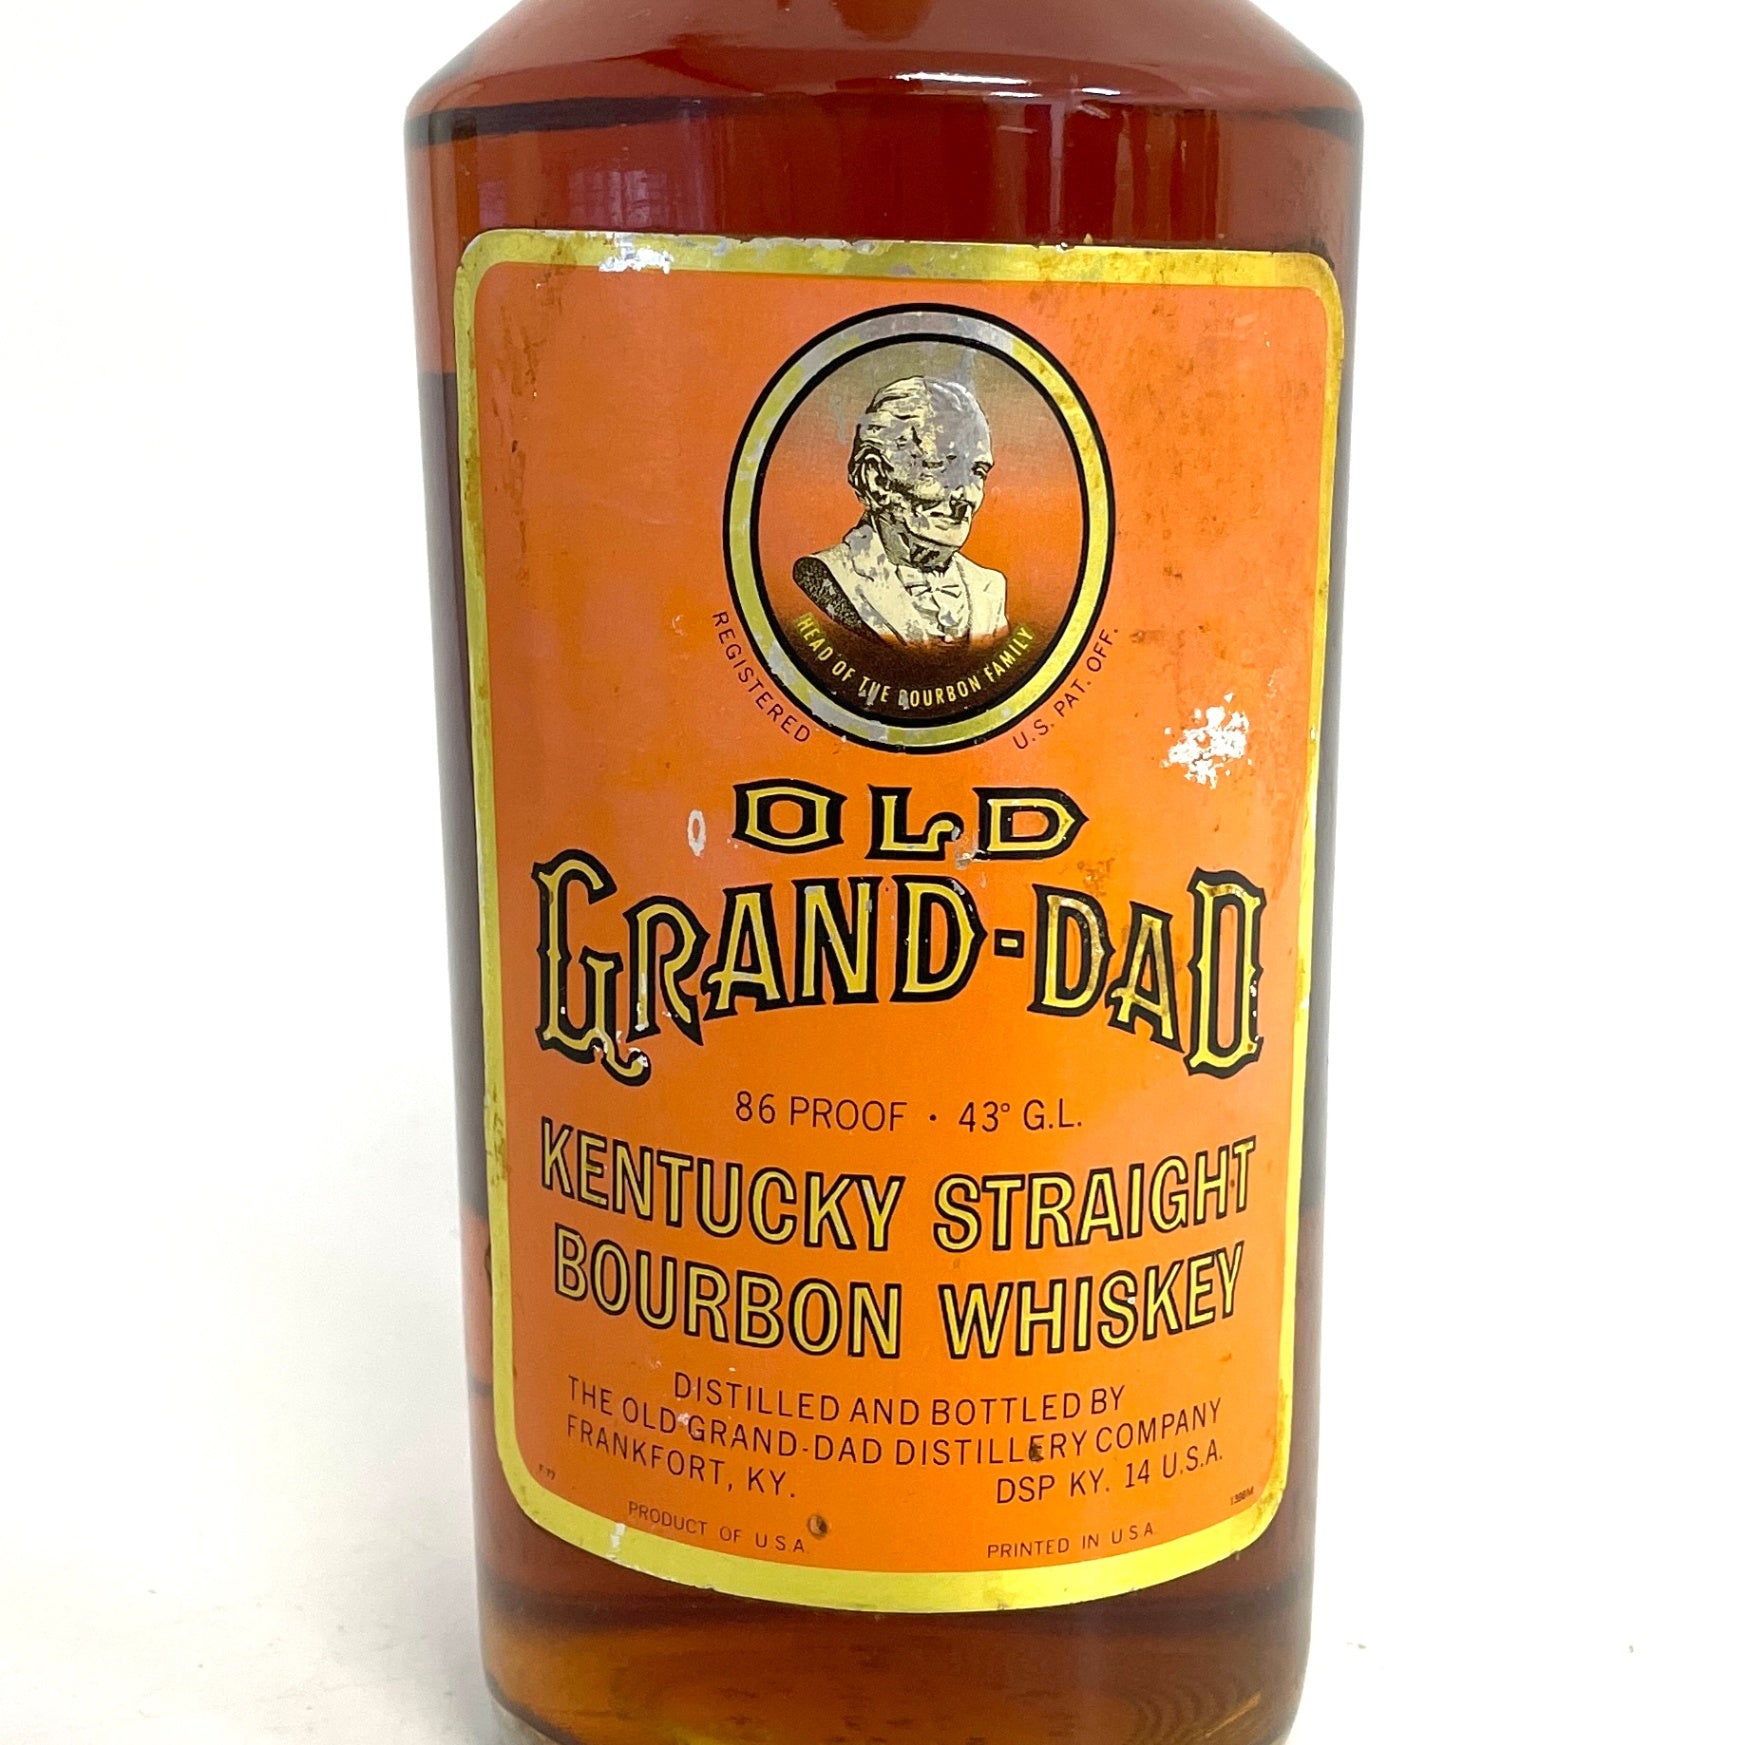 HEAD OF THE BOURBON FAMILY
REGISTERED U.S. PAT. OFF.
OLD
GRAND-DAD
86 PROOF · 43° G.L.
KENTUCKY STRAIGHT
BOURBON WHISKEY
DISTILLED AND BOTTLED BY
THE OLD GRAND-DAD DISTILLERY COMPANY
FRANKFORT, KY. DSP KY. 14 U.S.A.
PRODUCT OF U.S.A. PRINTED IN U.S.A.